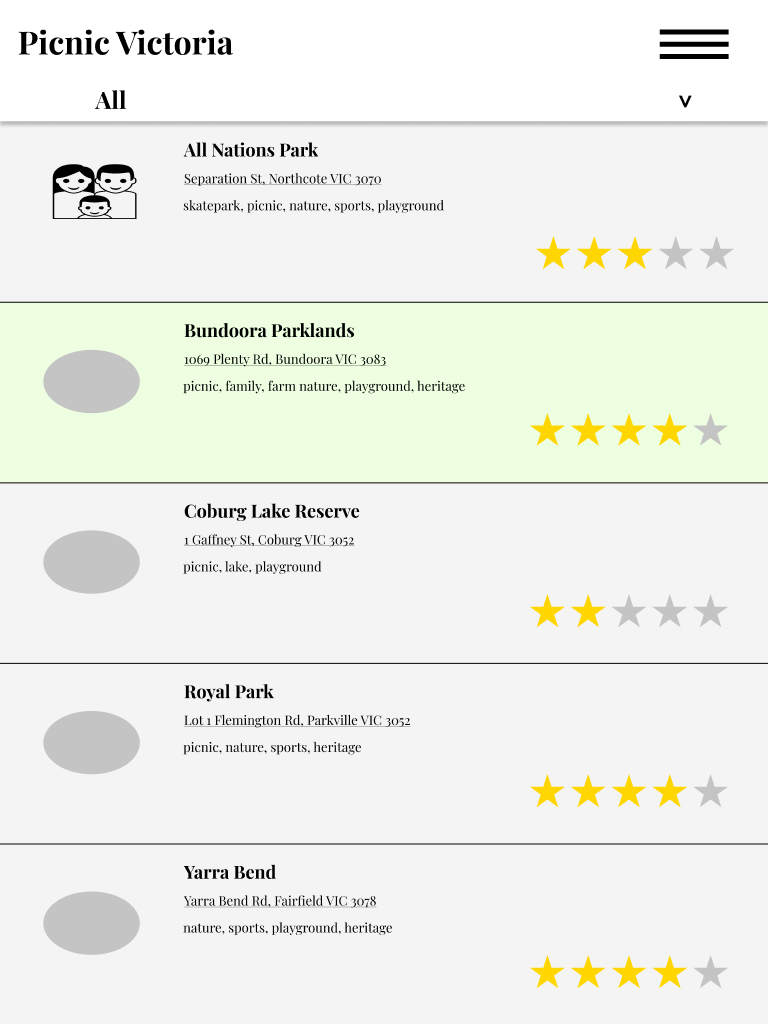 Picnic Victoria
All
v
All Nations Park
Separation St, Northcote VIC 3070
skatepark, picnic, nature, sports, playground
Bundoora Parklands
1069 Plenty Rd, Bundoora VIC 3083
picnic, family, farm nature, playground, heritage
Coburg Lake Reserve
1 Gaffney St, Coburg VIC 3052
picnic, lake, playground
Royal Park
Lot 1 Flemington Rd, Parkville VIC 3052
picnic, nature, sports, heritage
Yarra Bend
Yarra Bend Rd, Fairfield VIC 3078
nature, sports, playground, heritage